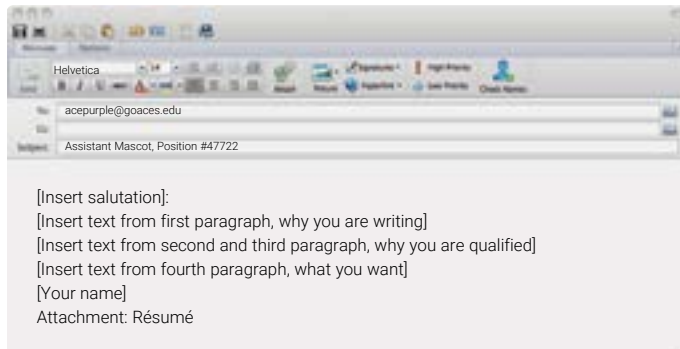 Helvetica
To: acepurple@goaces.edu
Subject: Assistant Mascot, Position #47722
[Insert salutation]:
[Insert text from first paragraph, why you are writing]
[Insert text from second and third paragraph, why you are qualified]
[Insert text from fourth paragraph, what you want]
[Your name]
Attachment: Résumé